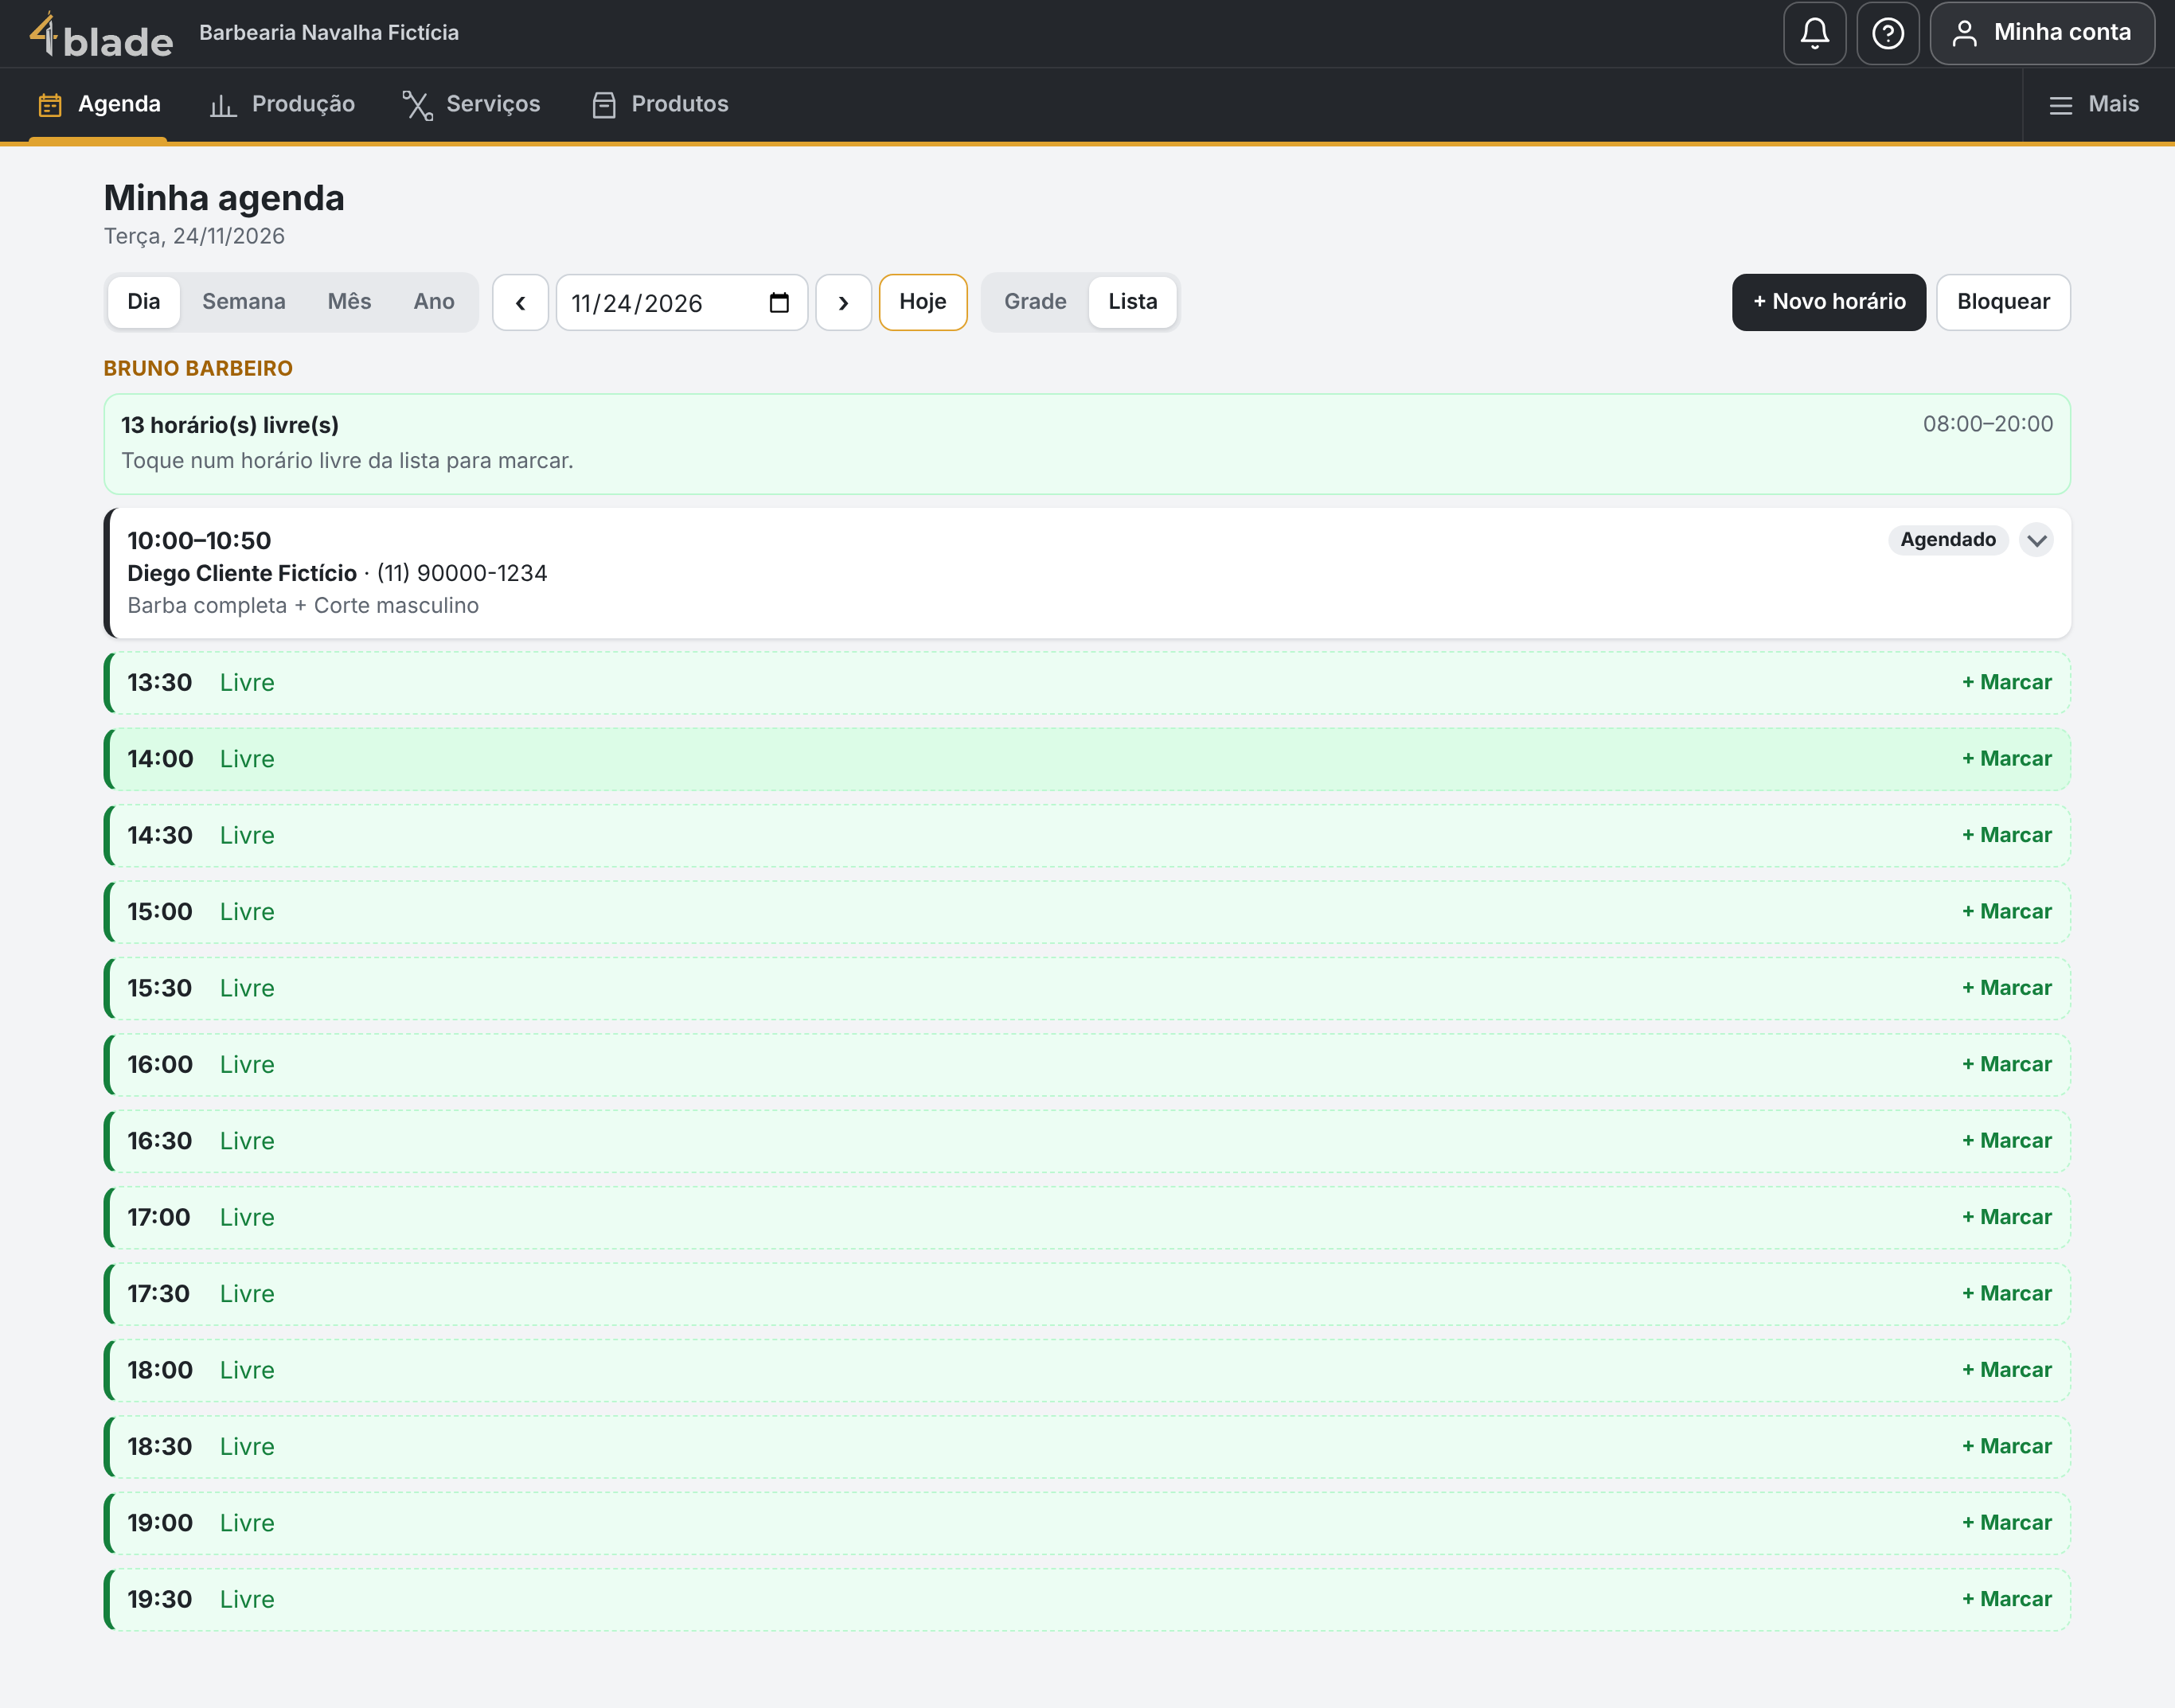 4blade Barbearia Navalha Fictícia Minha conta
Agenda Produção Serviços Produtos Mais
Minha agenda
Terça, 24/11/2026
Dia Semana Mês Ano ‹ 11/24/2026 › Hoje Grade Lista + Novo horário Bloquear
BRUNO BARBEIRO
13 horário(s) livre(s) 08:00–20:00
Toque num horário livre da lista para marcar.
10:00–10:50 Agendado
Diego Cliente Fictício · (11) 90000-1234
Barba completa + Corte masculino
13:30 Livre + Marcar
14:00 Livre + Marcar
14:30 Livre + Marcar
15:00 Livre + Marcar
15:30 Livre + Marcar
16:00 Livre + Marcar
16:30 Livre + Marcar
17:00 Livre + Marcar
17:30 Livre + Marcar
18:00 Livre + Marcar
18:30 Livre + Marcar
19:00 Livre + Marcar
19:30 Livre + Marcar